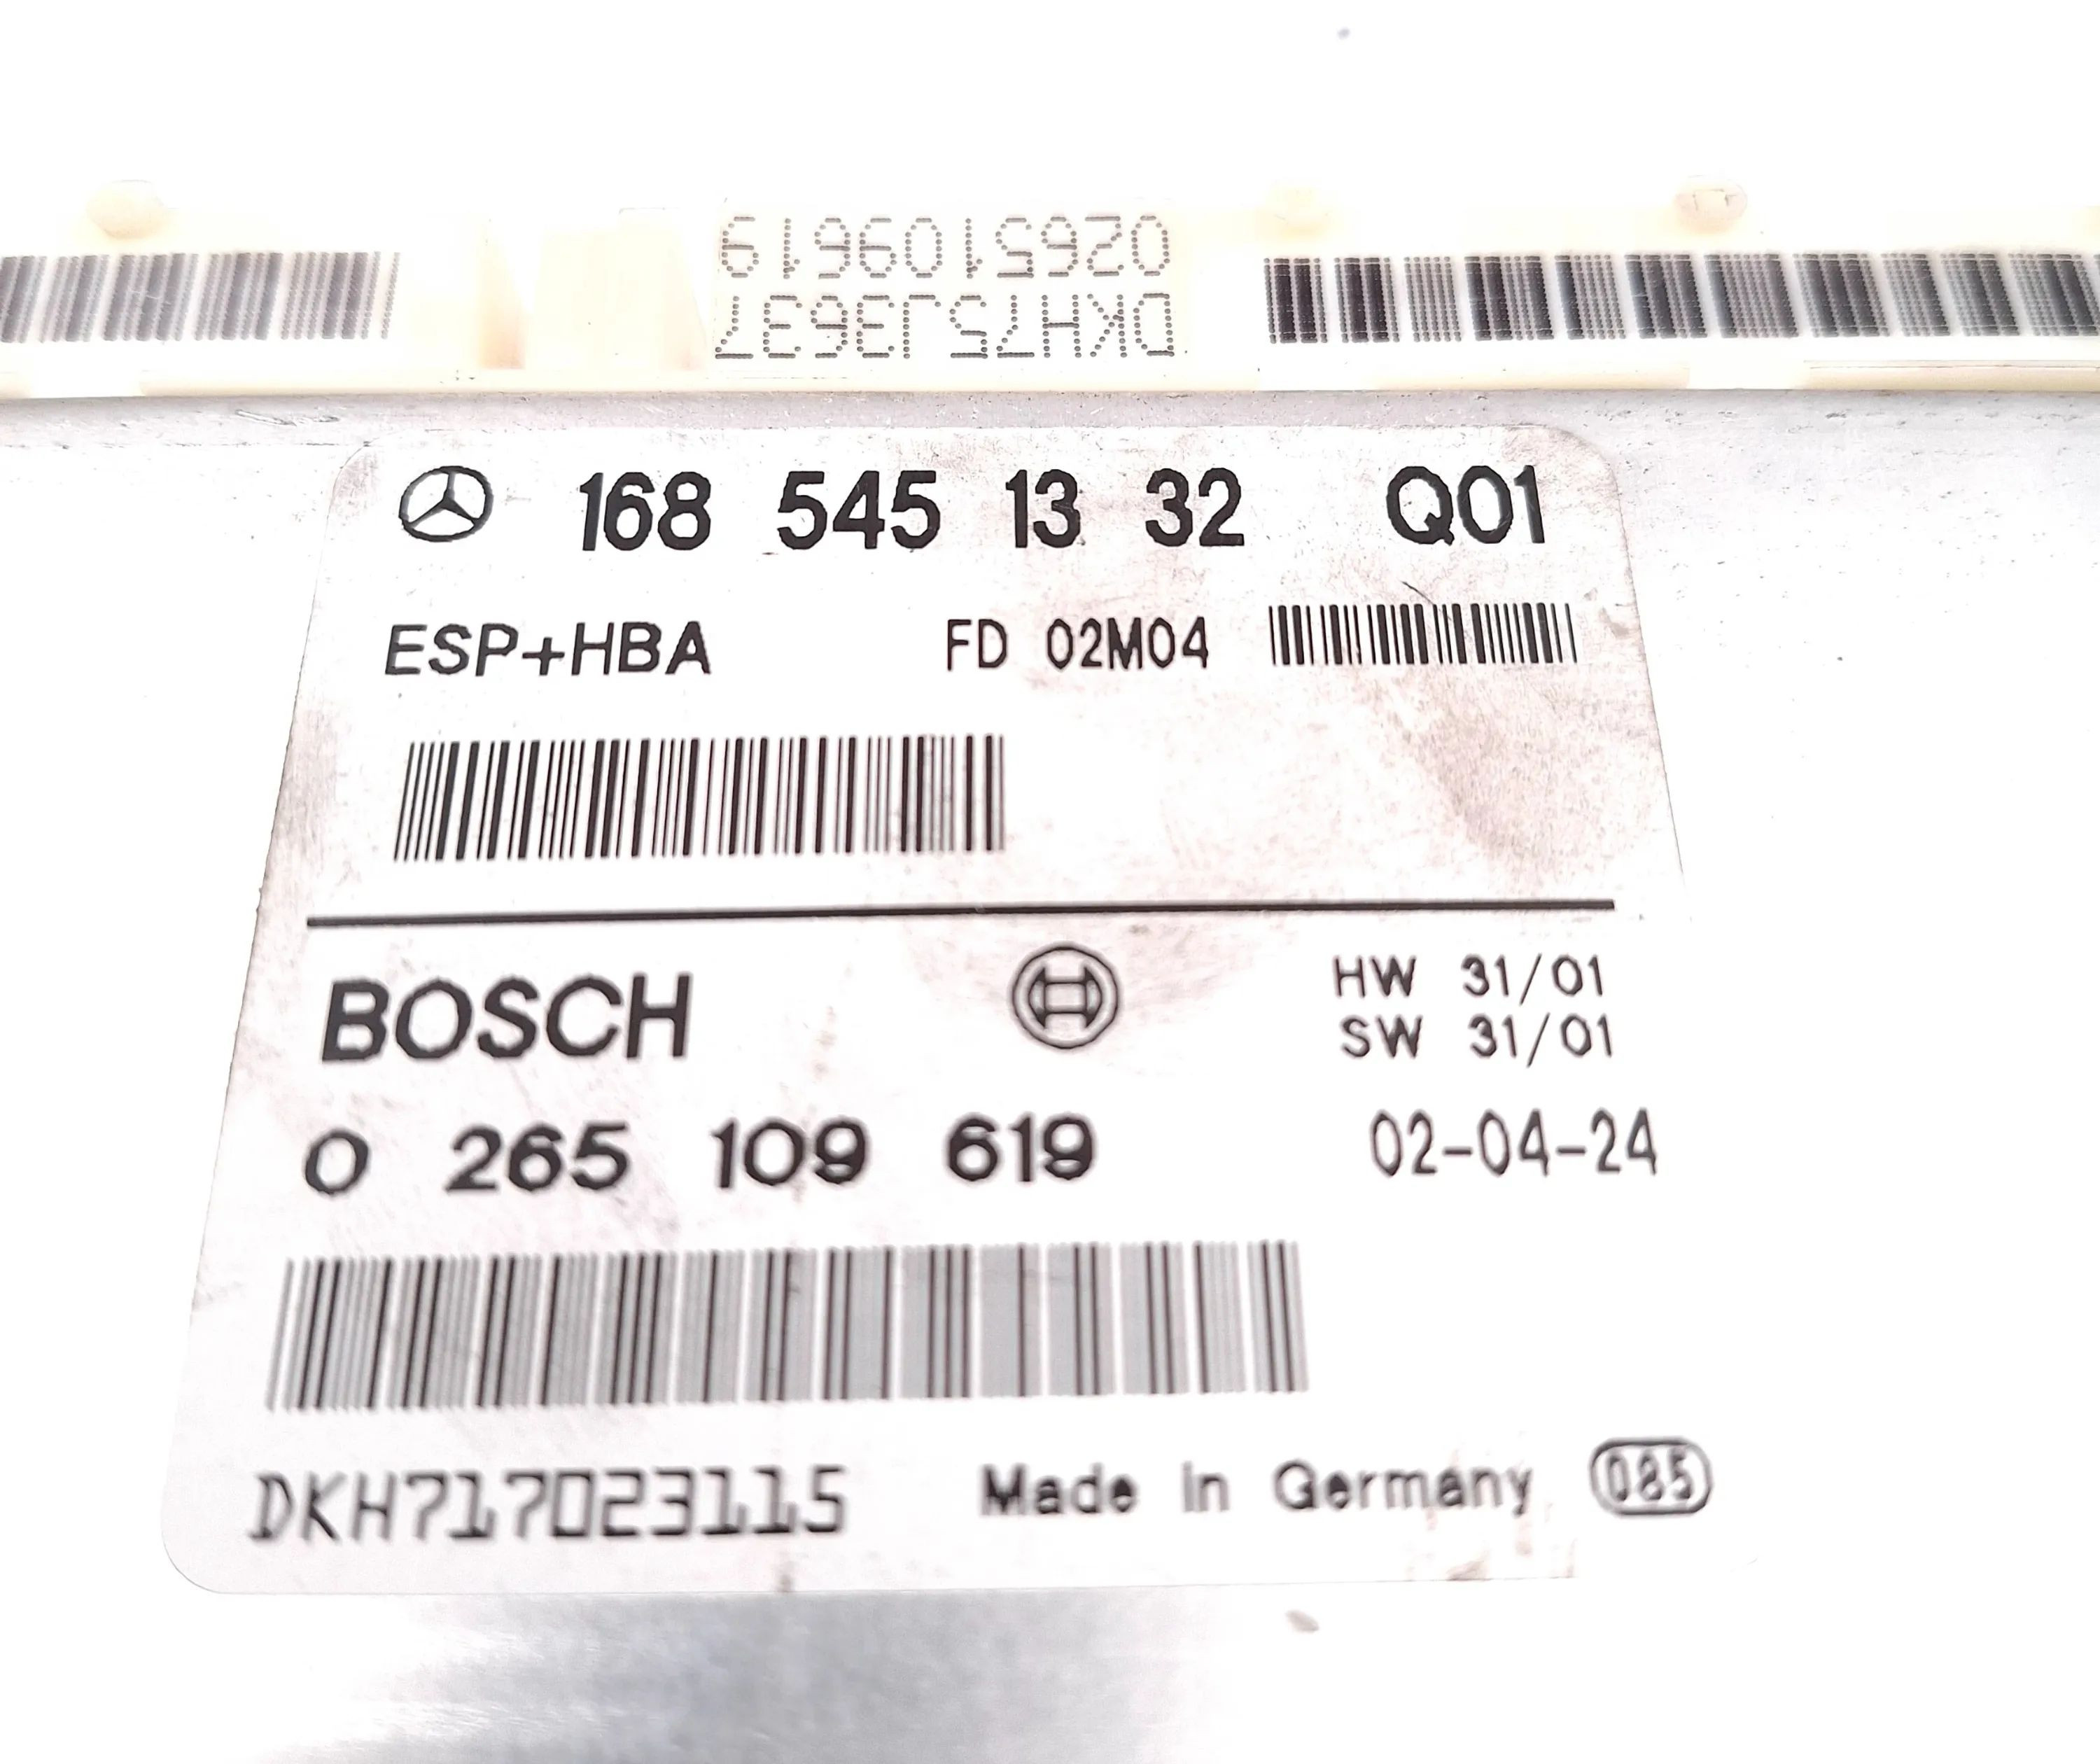 0265109619
DKH75J3637
168 545 13 32 Q01
ESP+HBA FD 02M04
BOSCH HW 31/01
SW 31/01
0 265 109 619 02-04-24
DKH717023115 Made in Germany 085